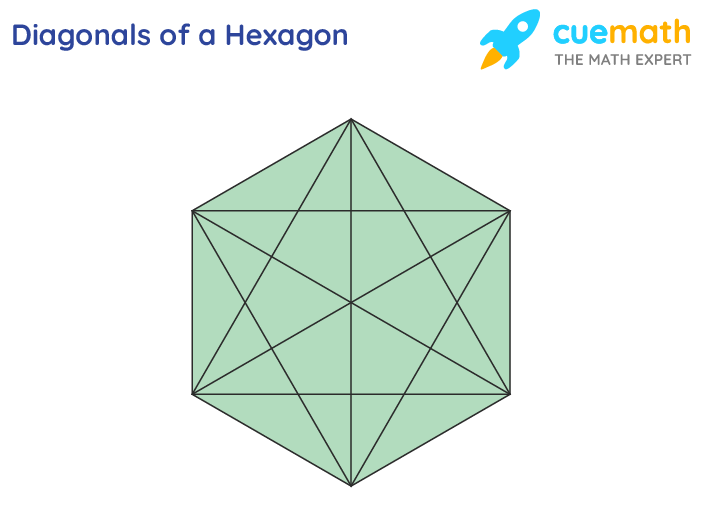 Diagonals of a Hexagon
cuemath
THE MATH EXPERT